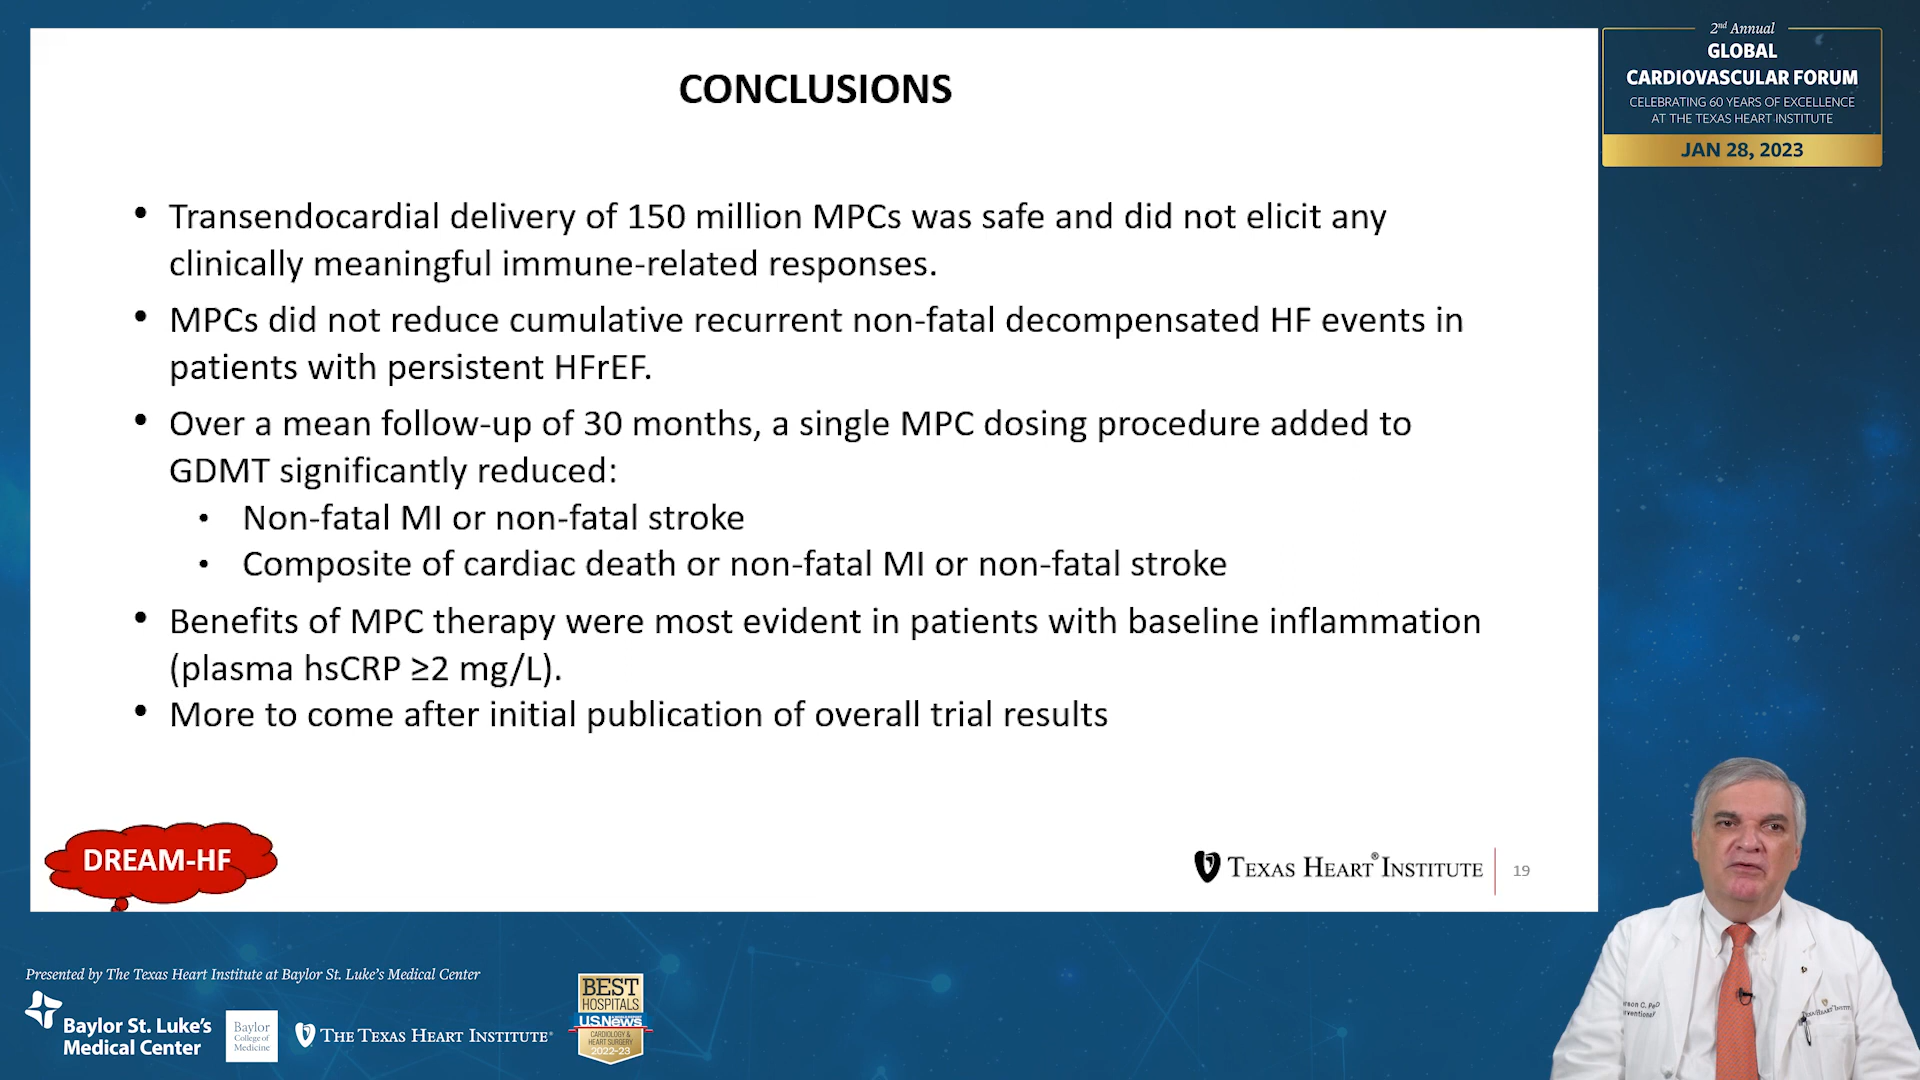 2nd Annual
GLOBAL
CARDIOVASCULAR FORUM
CELEBRATING 60 YEARS OF EXCELLENCE
AT THE TEXAS HEART INSTITUTE
JAN 28, 2023
CONCLUSIONS
• Transendocardial delivery of 150 million MPCs was safe and did not elicit any
clinically meaningful immune-related responses.
• MPCs did not reduce cumulative recurrent non-fatal decompensated HF events in
patients with persistent HFrEF.
• Over a mean follow-up of 30 months, a single MPC dosing procedure added to
GDMT significantly reduced:
• Non-fatal MI or non-fatal stroke
• Composite of cardiac death or non-fatal MI or non-fatal stroke
• Benefits of MPC therapy were most evident in patients with baseline inflammation
(plasma hsCRP ≥2 mg/L).
• More to come after initial publication of overall trial results
DREAM-HF
TEXAS HEART® INSTITUTE
19
Presented by The Texas Heart Institute at Baylor St. Luke's Medical Center
Baylor St. Luke's
Medical Center
Baylor
College of
Medicine
THE TEXAS HEART INSTITUTE®
BEST
HOSPITALS
U.S.News
CARDIOLOGY &
HEART SURGERY
2022-23